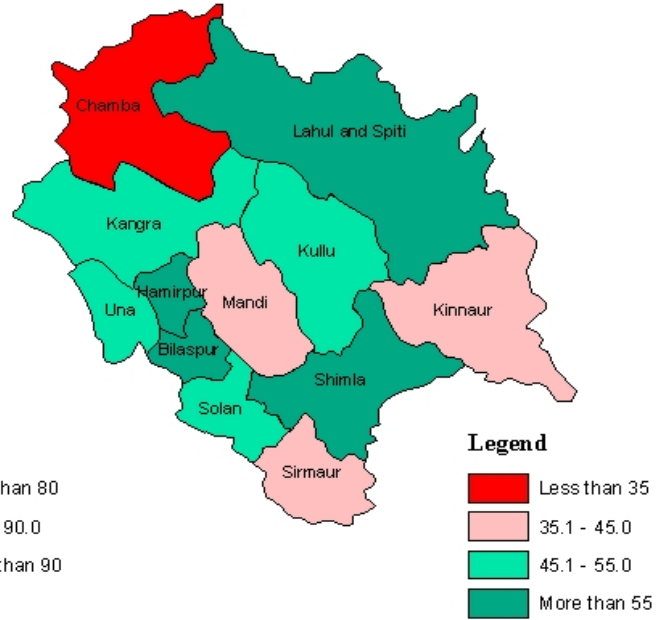 Chamba
Lahul and Spiti
Kangra
Kullu
Hamirpur
Mandi
Una
Kinnaur
Bilaspur
Shimla
Solan
Sirmaur
Legend
han 80
Less than 35
90.0
35.1 - 45.0
han 90
45.1 - 55.0
More than 55